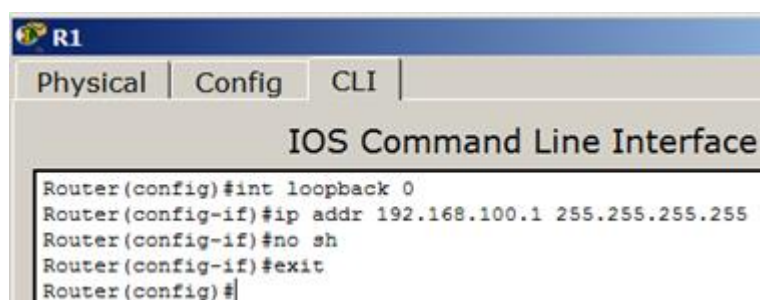 R1
Physical Config CLI
IOS Command Line Interface
Router(config)#int loopback 0
Router(config-if)#ip addr 192.168.100.1 255.255.255.255
Router(config-if)#no sh
Router(config-if)#exit
Router(config)#